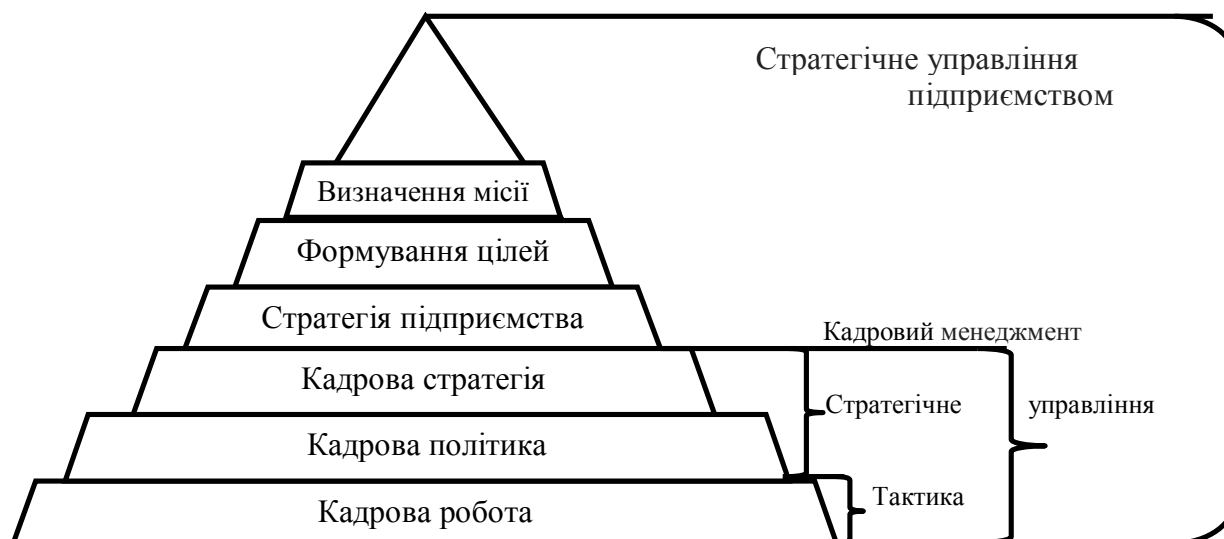 Стратегічне управління
підприємством
Визначення місії
Формування цілей
Стратегія підприємства
Кадровий менеджмент
Кадрова стратегія
Стратегічне управління
Кадрова політика
Тактика
Кадрова робота